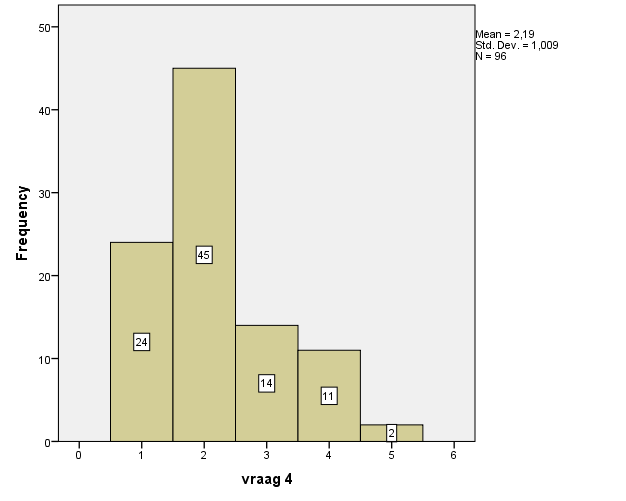 Mean = 2,19
Std. Dev. = 1,009
N = 96
Frequency
50
40
30
20
10
0
24
45
14
11
2
0 1 2 3 4 5 6
vraag 4